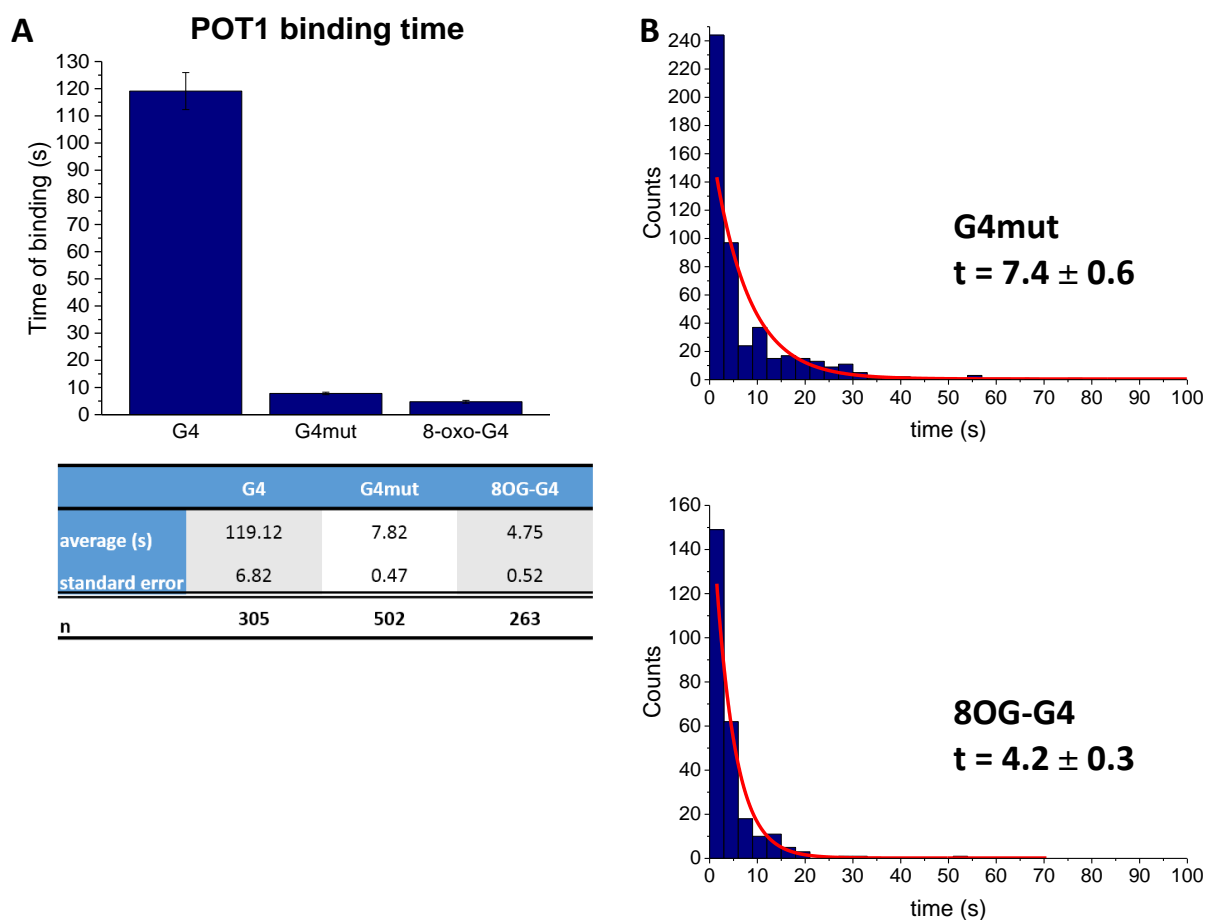 A
POT1 binding time
Time of binding (s)
130
120
110
100
90
80
70
60
50
40
30
20
10
0
G4 G4mut 8-oxo-G4
G4 G4mut 8OG-G4
average (s) 119.12 7.82 4.75
standard error 6.82 0.47 0.52
n 305 502 263
B
Counts
240
220
200
180
160
140
120
100
80
60
40
20
0
G4mut
t = 7.4 ± 0.6
0 10 20 30 40 50 60 70 80 90 100
time (s)
Counts
160
140
120
100
80
60
40
20
0
8OG-G4
t = 4.2 ± 0.3
0 10 20 30 40 50 60 70 80 90 100
time (s)